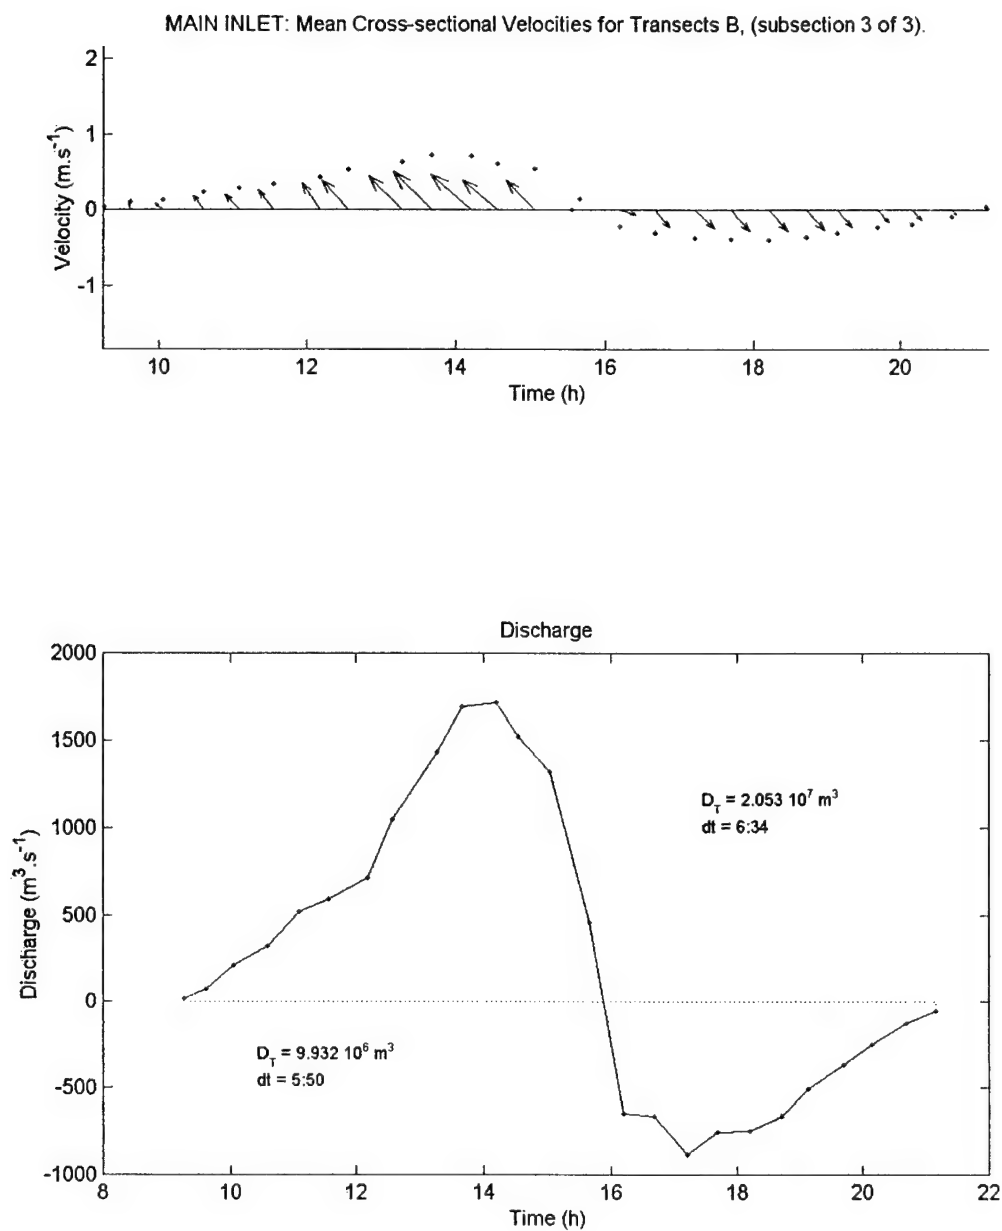 MAIN INLET: Mean Cross-sectional Velocities for Transects B, (subsection 3 of 3).
2
1
0
-1
Velocity (m.s⁻¹)
10 12 14 16 18 20
Time (h)
Discharge
2000
1500
1000
500
0
-500
-1000
Discharge (m³.s⁻¹)
D_T = 2.053 10⁷ m³
dt = 6:34
D_T = 9.932 10⁶ m³
dt = 5:50
8 10 12 14 16 18 20 22
Time (h)